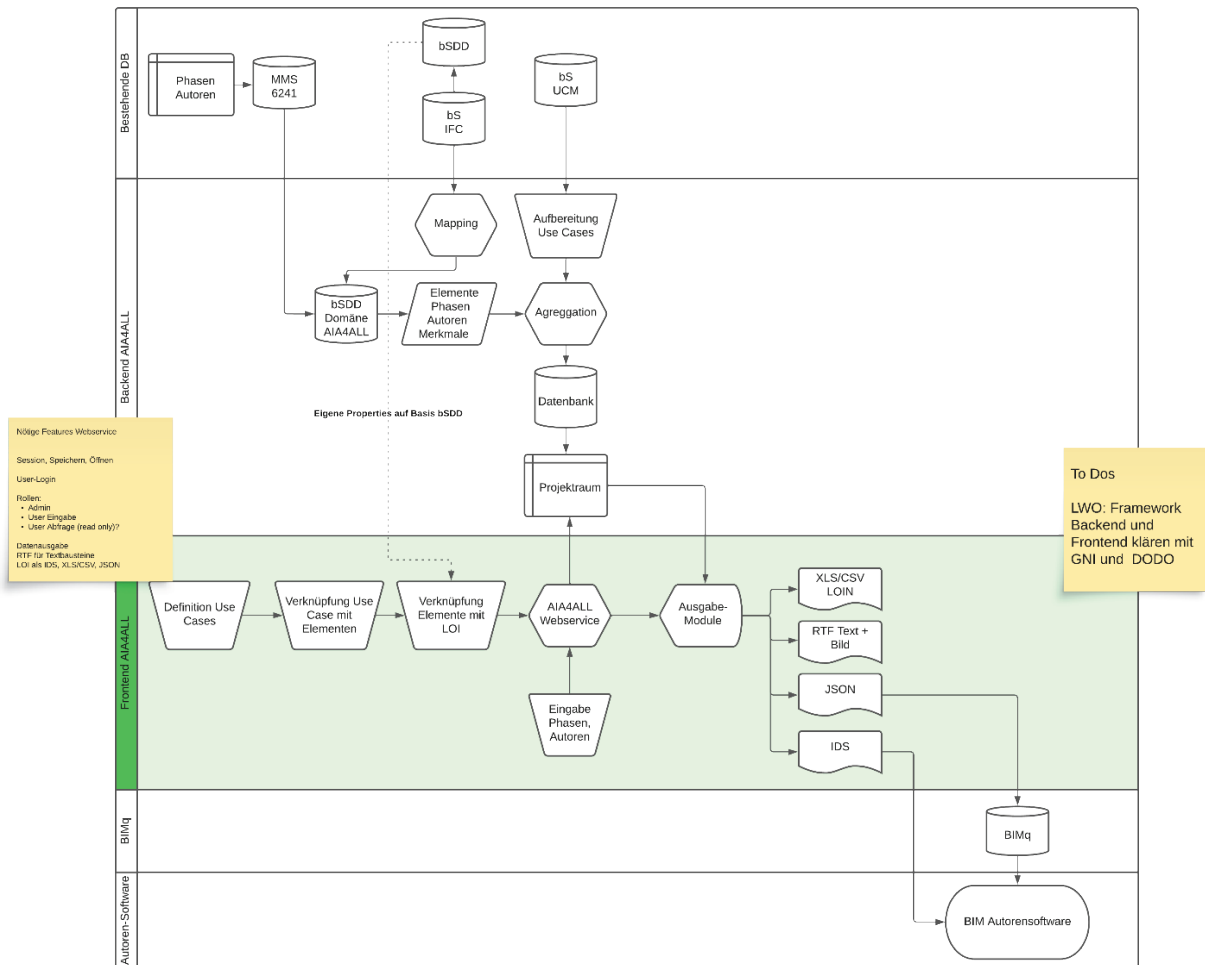 Bestehende DB
Phasen
Autoren
MMS
6241
bSDD
bS
IFC
bS
UCM
Backend AIA4ALL
Mapping
Aufbereitung
Use Cases
bSDD
Domäne
AIA4ALL
Elemente
Phasen
Autoren
Merkmale
Agreggation
Datenbank
Eigene Properties auf Basis bSDD
Projektraum
Nötige Features Webservice
Session, Speichern, Öffnen
User-Login
Rollen:
• Admin
• User Eingabe
• User Abfrage (read only)?
Datenausgabe
RTF für Textbausteine
LOI als IDS, XLS/CSV, JSON
To Dos
LWO: Framework
Backend und
Frontend klären mit
GNI und DODO
Frontend AIA4ALL
Definition Use
Cases
Verknüpfung Use
Case mit
Elementen
Verknüpfung
Elemente mit
LOI
AIA4ALL
Webservice
Ausgabe-
Module
XLS/CSV
LOIN
RTF Text +
Bild
JSON
IDS
Eingabe
Phasen,
Autoren
BIMq
BIMq
Autoren-Software
BIM Autorensoftware